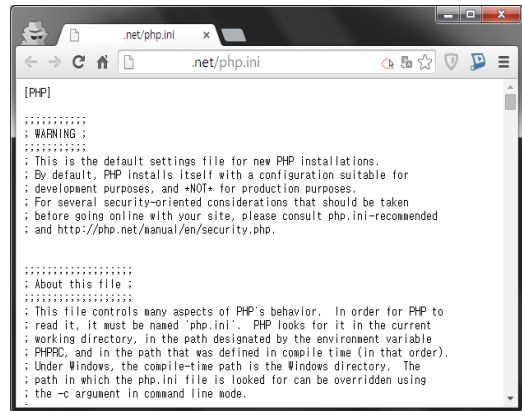 .net/php.ini
.net/php.ini
[PHP]
;;;;;;;;;;;
; WARNING ;
;;;;;;;;;;;
; This is the default settings file for new PHP installations.
; By default, PHP installs itself with a configuration suitable for
; development purposes, and *NOT* for production purposes.
; For several security-oriented considerations that should be taken
; before going online with your site, please consult php.ini-recommended
; and http://php.net/manual/en/security.php.
;;;;;;;;;;;;;;;;;;;
; About this file ;
;;;;;;;;;;;;;;;;;;;
; This file controls many aspects of PHP's behavior.  In order for PHP to
; read it, it must be named 'php.ini'.  PHP looks for it in the current
; working directory, in the path designated by the environment variable
; PHPRC, and in the path that was defined in compile time (in that order).
; Under Windows, the compile-time path is the Windows directory.  The
; path in which the php.ini file is looked for can be overridden using
; the -c argument in command line mode.